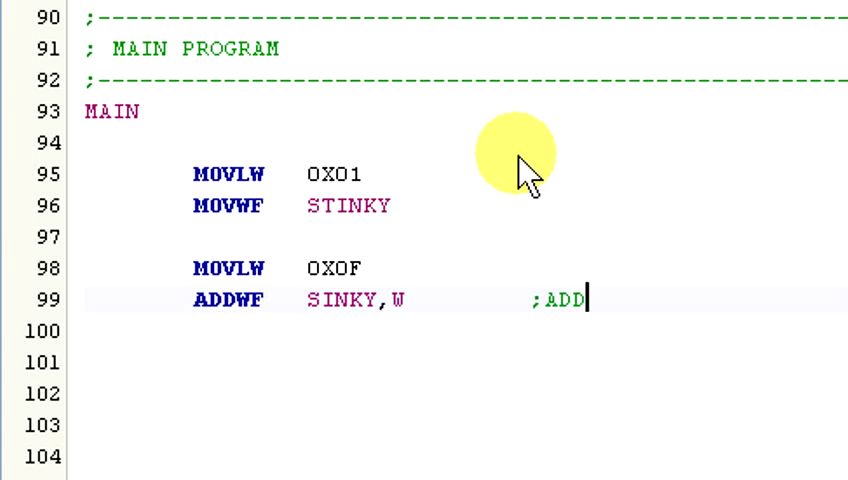 90 ;-------------------------------------------------------
91 ; MAIN PROGRAM
92 ;-------------------------------------------------------
93 MAIN
94
95 MOVLW 0X01
96 MOVWF STINKY
97
98 MOVLW 0X0F
99 ADDWF SINKY,W ;ADD
100
101
102
103
104